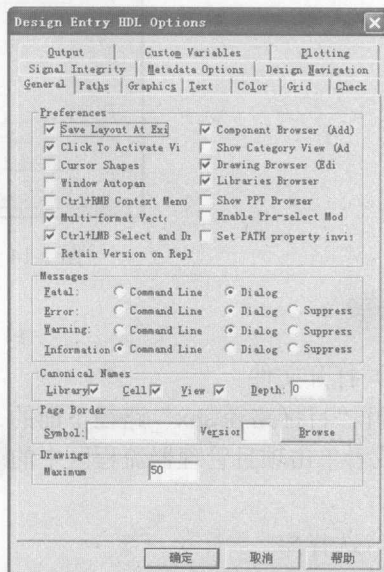 Design Entry HDL Options
Output Custom Variables Plotting
Signal Integrity Metadata Options Design Navigation
General Paths Graphics Text Color Grid Check
Preferences
Save Layout At Exi Component Browser (Add)
Click To Activate Vi Show Category View (Ad
Cursor Shapes Drawing Browser (Edi
Window Autopan Libraries Browser
Ctrl+RMB Context Menu Show PPT Browser
Multi-format Vecto Enable Pre-select Mod
Ctrl+LMB Select and Dr Set PATH property invis
Retain Version on Repl
Messages
Fatal: Command Line Dialog
Error: Command Line Dialog Suppress
Warning: Command Line Dialog Suppress
Information Command Line Dialog Suppress
Canonical Names
Library Cell View Depth: 0
Page Border
Symbol: Version Browse
Drawings
Maximum 50
确定 取消 帮助